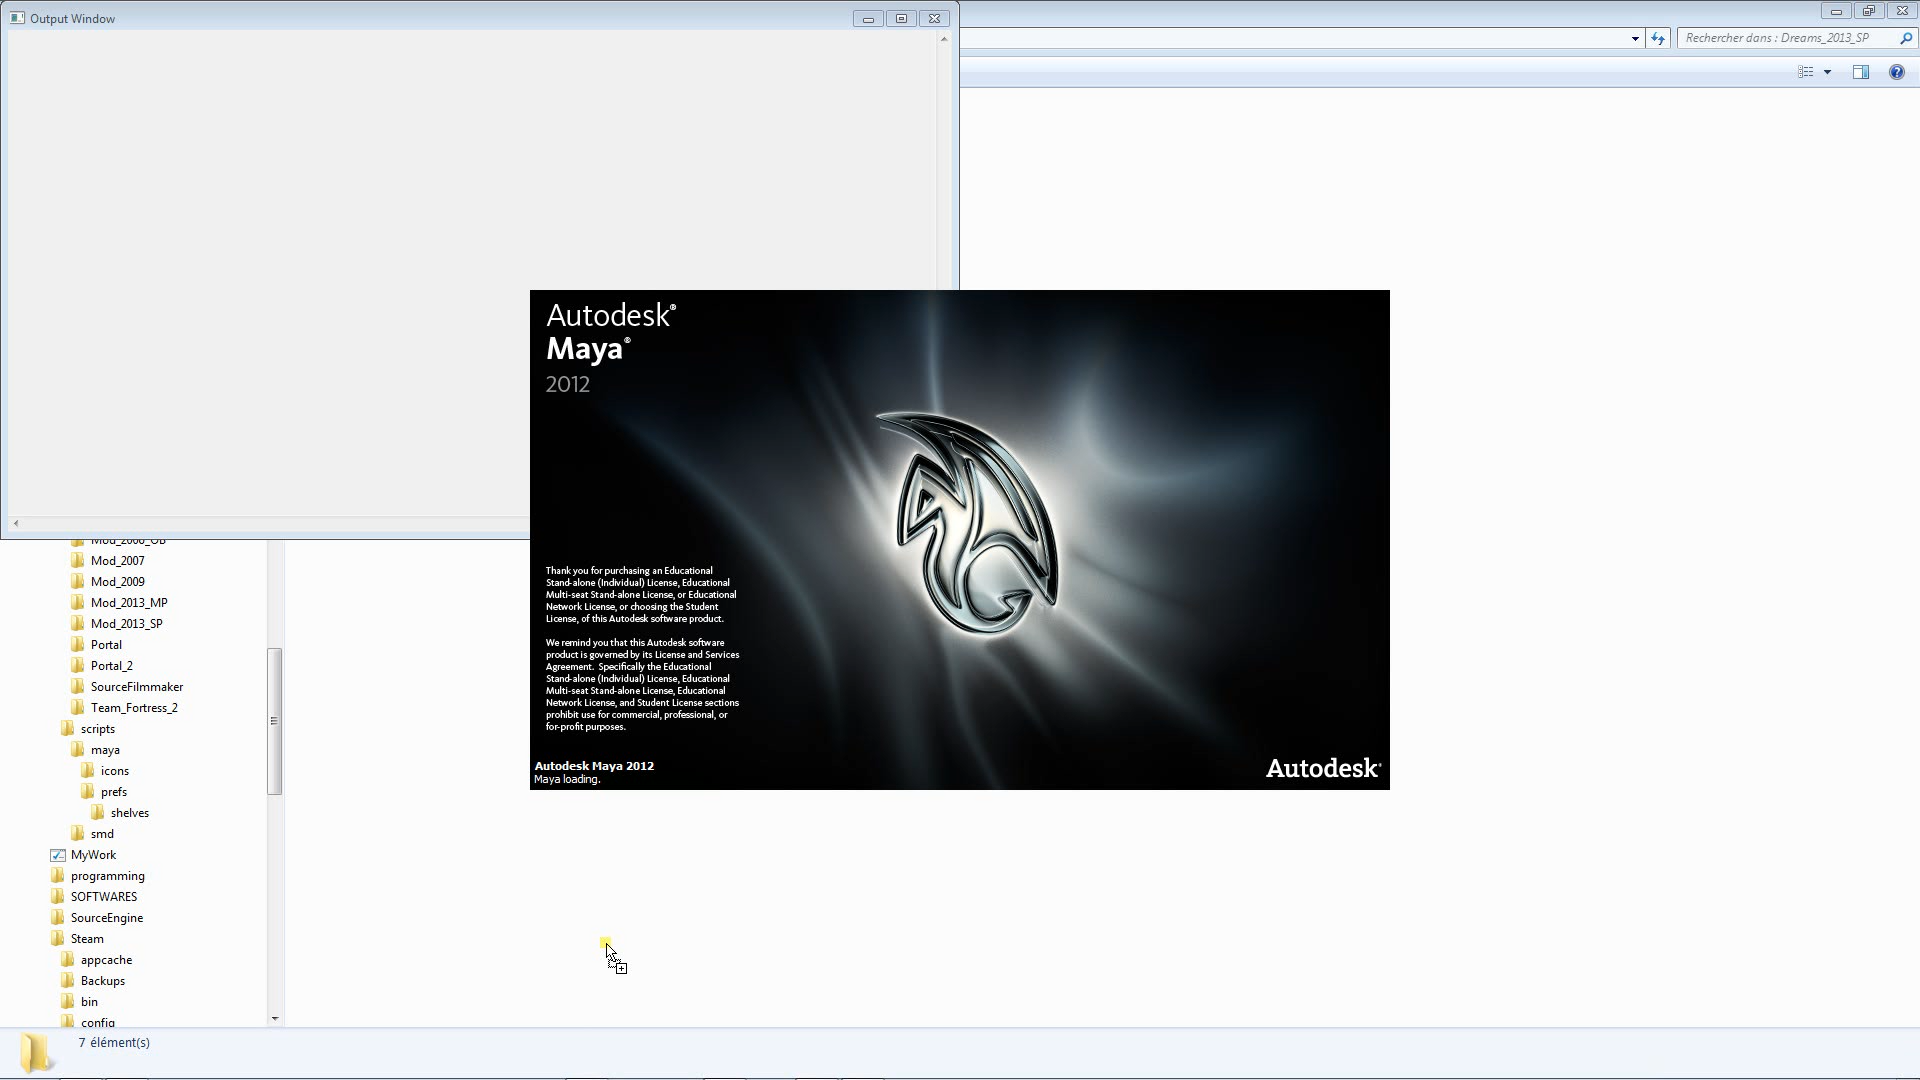 Output Window
Rechercher dans : Dreams_2013_SP
Autodesk®
Maya®
2012
Thank you for purchasing an Educational
Stand-alone (Individual) License, Educational
Multi-seat Stand-alone License, or Educational
Network License, or choosing the Student
License, of this Autodesk software product.
We remind you that this Autodesk software
product is governed by its License and Services
Agreement. Specifically the Educational
Stand-alone (Individual) License, Educational
Multi-seat Stand-alone License, Educational
Network License, and Student License sections
prohibit use for commercial, professional, or
for-profit purposes.
Autodesk Maya 2012
Maya loading.
Autodesk
Mod_2006_OB
Mod_2007
Mod_2009
Mod_2013_MP
Mod_2013_SP
Portal
Portal_2
SourceFilmmaker
Team_Fortress_2
scripts
maya
icons
prefs
shelves
smd
MyWork
programming
SOFTWARES
SourceEngine
Steam
appcache
Backups
bin
config
7 élément(s)